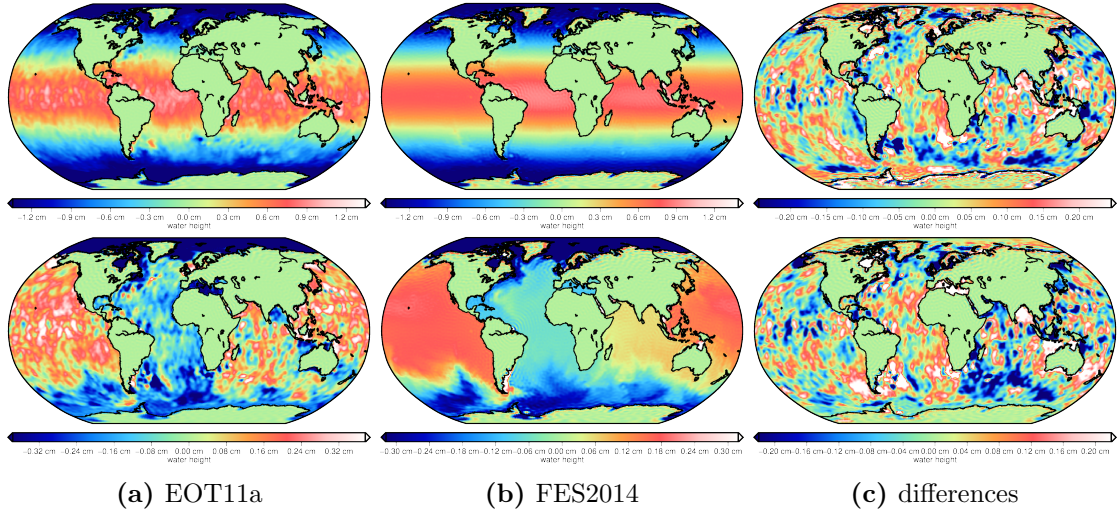 −1.2 cm −0.9 cm −0.6 cm −0.3 cm 0.0 cm 0.3 cm 0.6 cm 0.9 cm 1.2 cm
water height
−1.2 cm −0.9 cm −0.6 cm −0.3 cm 0.0 cm 0.3 cm 0.6 cm 0.9 cm 1.2 cm
water height
−0.20 cm −0.15 cm −0.10 cm −0.05 cm 0.00 cm 0.05 cm 0.10 cm 0.15 cm 0.20 cm
water height
−0.32 cm −0.24 cm −0.16 cm −0.08 cm 0.00 cm 0.08 cm 0.16 cm 0.24 cm 0.32 cm
water height
−0.30 cm −0.24 cm −0.18 cm −0.12 cm −0.06 cm 0.00 cm 0.06 cm 0.12 cm 0.18 cm 0.24 cm 0.30 cm
water height
−0.20 cm −0.16 cm −0.12 cm −0.08 cm −0.04 cm 0.00 cm 0.04 cm 0.08 cm 0.12 cm 0.16 cm 0.20 cm
water height
(a) EOT11a
(b) FES2014
(c) differences